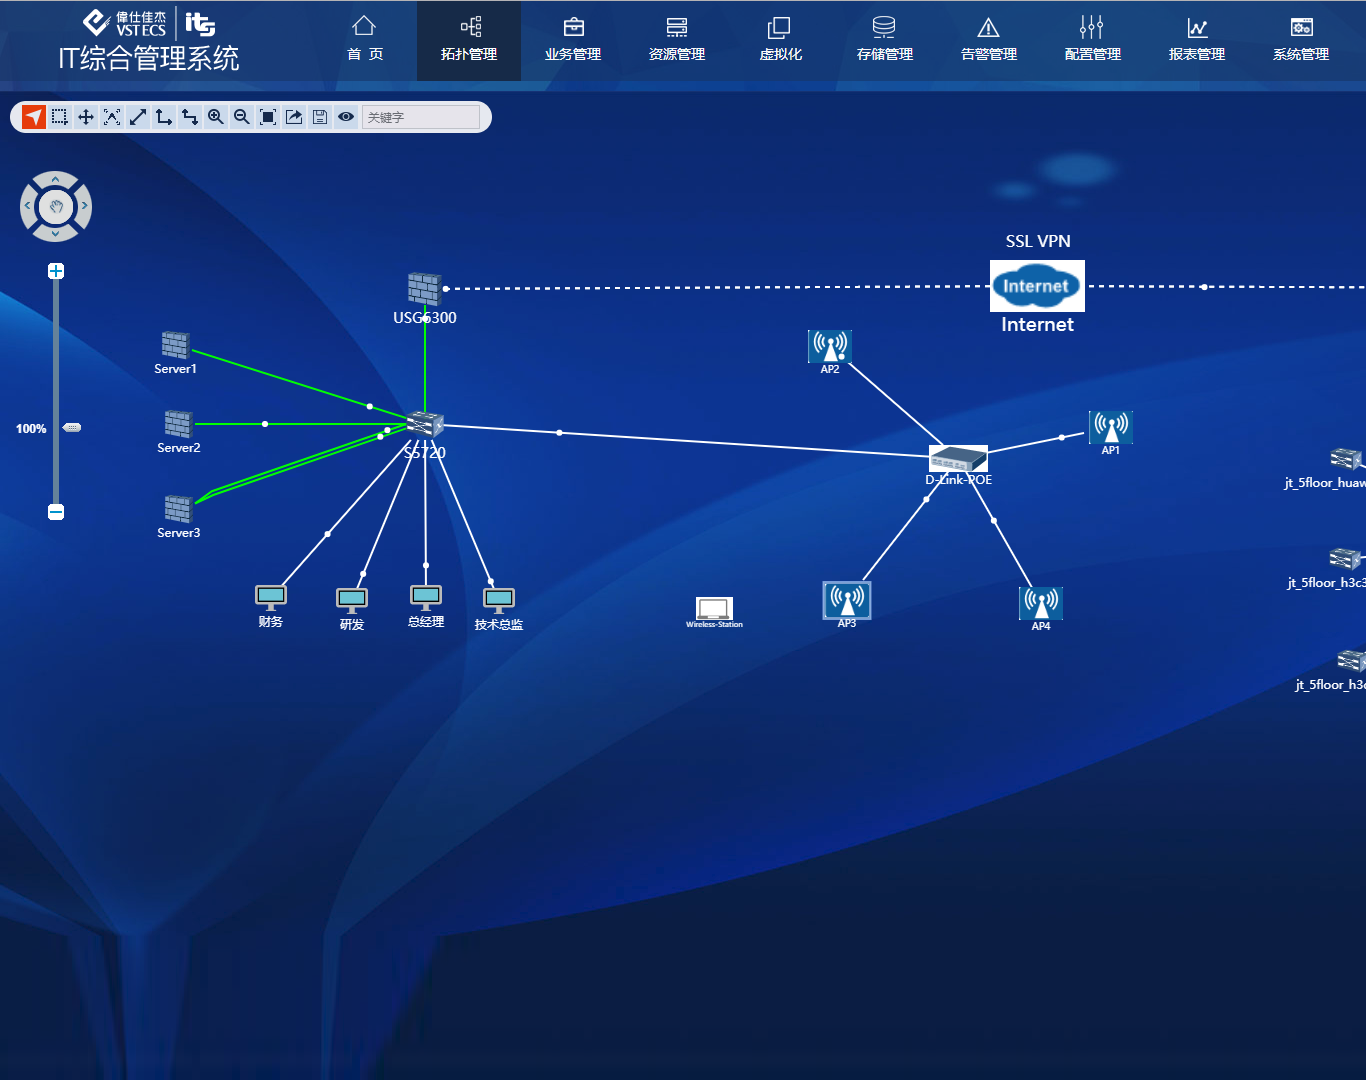 偉仕佳杰
VSTECS
its
IT综合管理系统
首 页
拓扑管理
业务管理
资源管理
虚拟化
存储管理
告警管理
配置管理
报表管理
系统管理
关键字
SSL VPN
Internet
Internet
USG6300
Server1
AP2
100%
Server2
S5720
AP1
D-Link-POE
jt_5floor_huaw
Server3
jt_5floor_h3c3
财务
研发
总经理
技术总监
Wireless-Station
AP3
AP4
jt_5floor_h3c